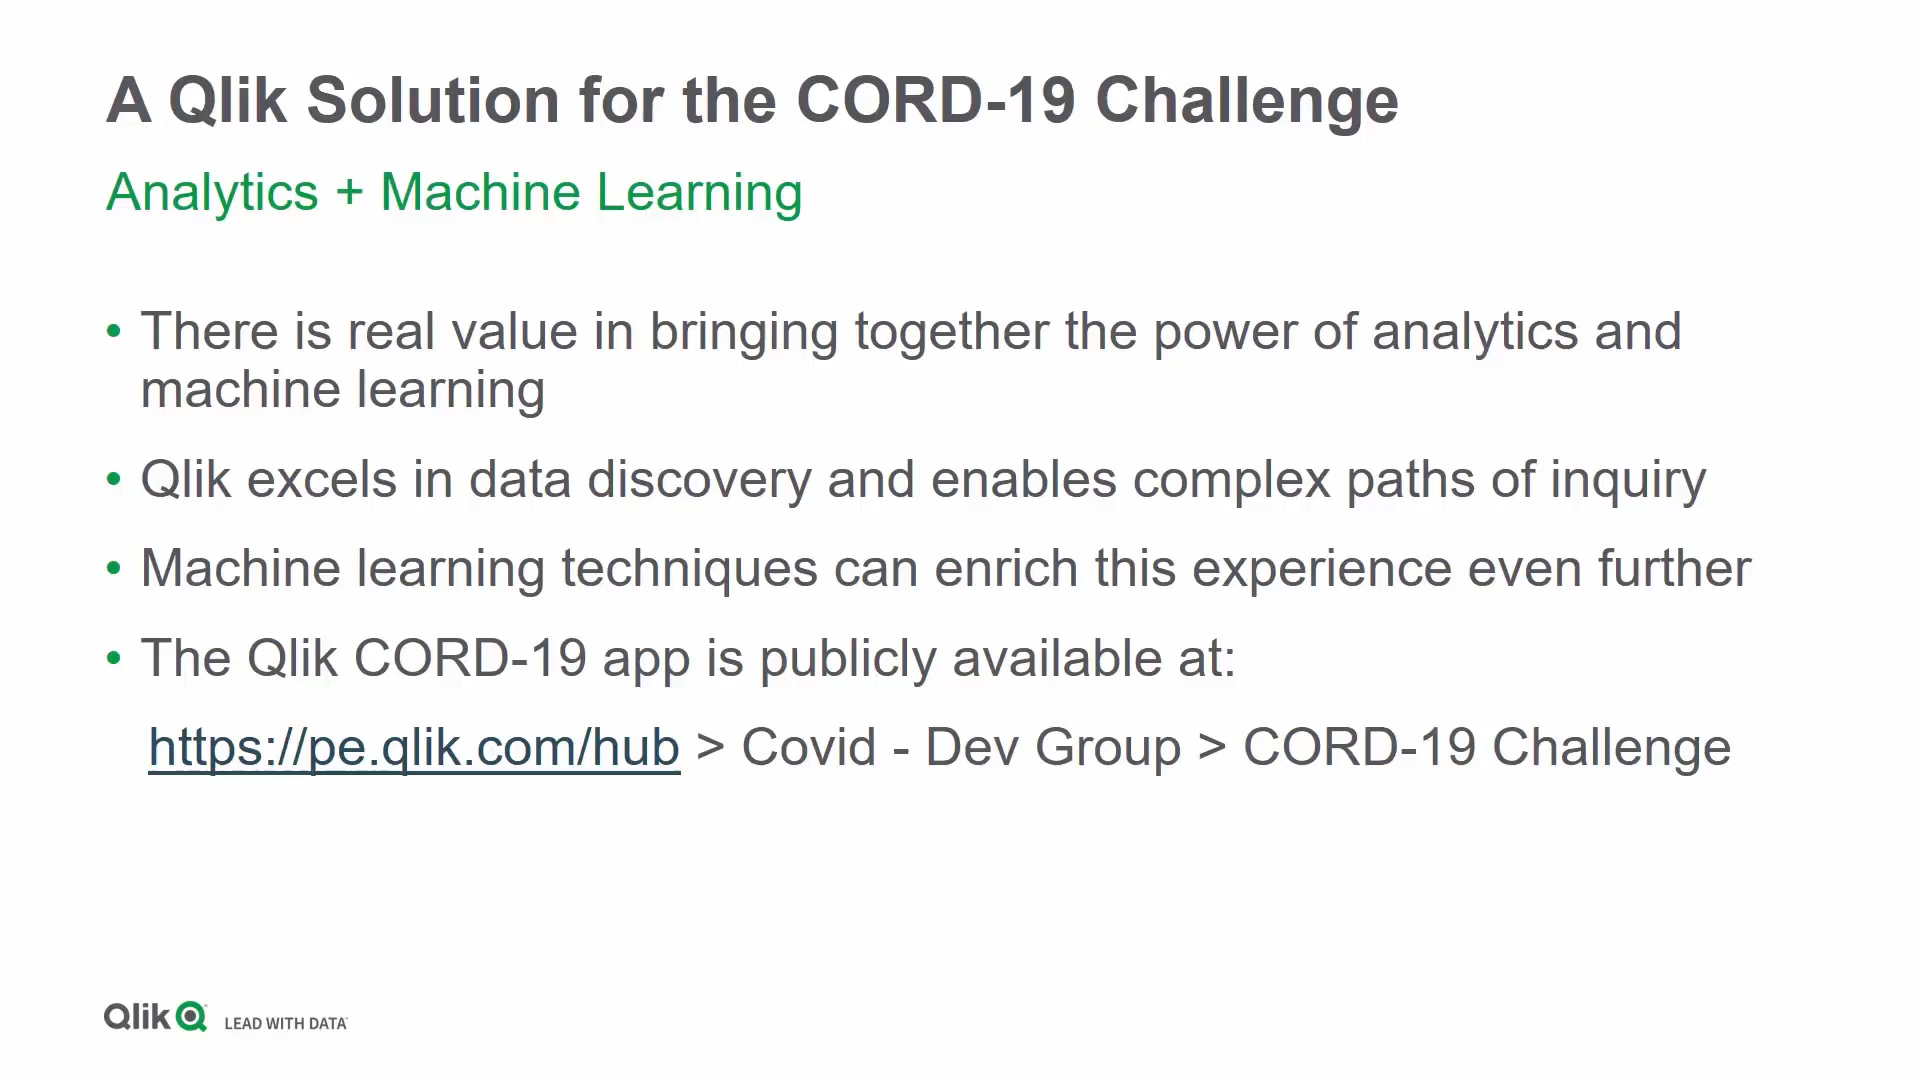 A Qlik Solution for the CORD-19 Challenge
Analytics + Machine Learning
• There is real value in bringing together the power of analytics and
machine learning
• Qlik excels in data discovery and enables complex paths of inquiry
• Machine learning techniques can enrich this experience even further
• The Qlik CORD-19 app is publicly available at:
https://pe.qlik.com/hub > Covid - Dev Group > CORD-19 Challenge
Qlik LEAD WITH DATA